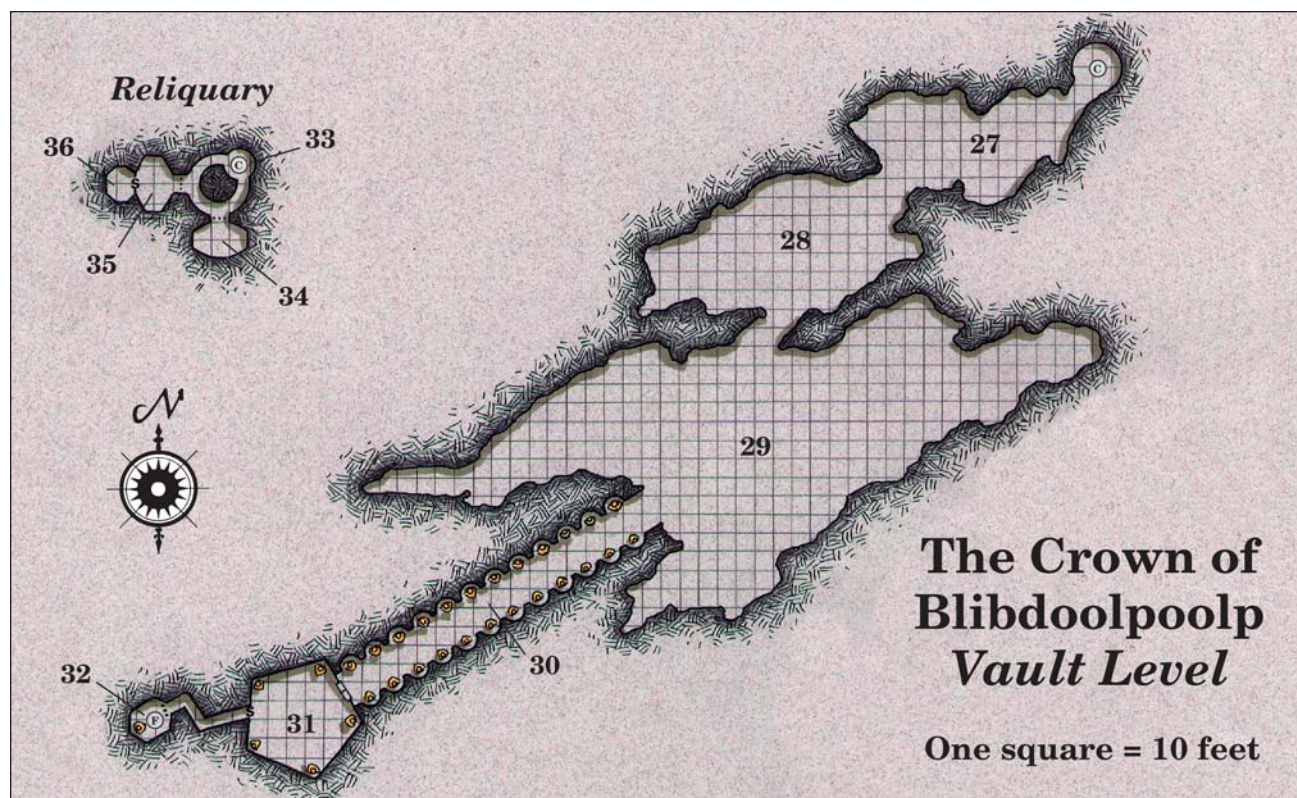 Reliquary
36
33
35
34
C
C
27
28
N
29
S
30
32
F
S
31
The Crown of
Blibdoolpoolp
Vault Level
One square = 10 feet